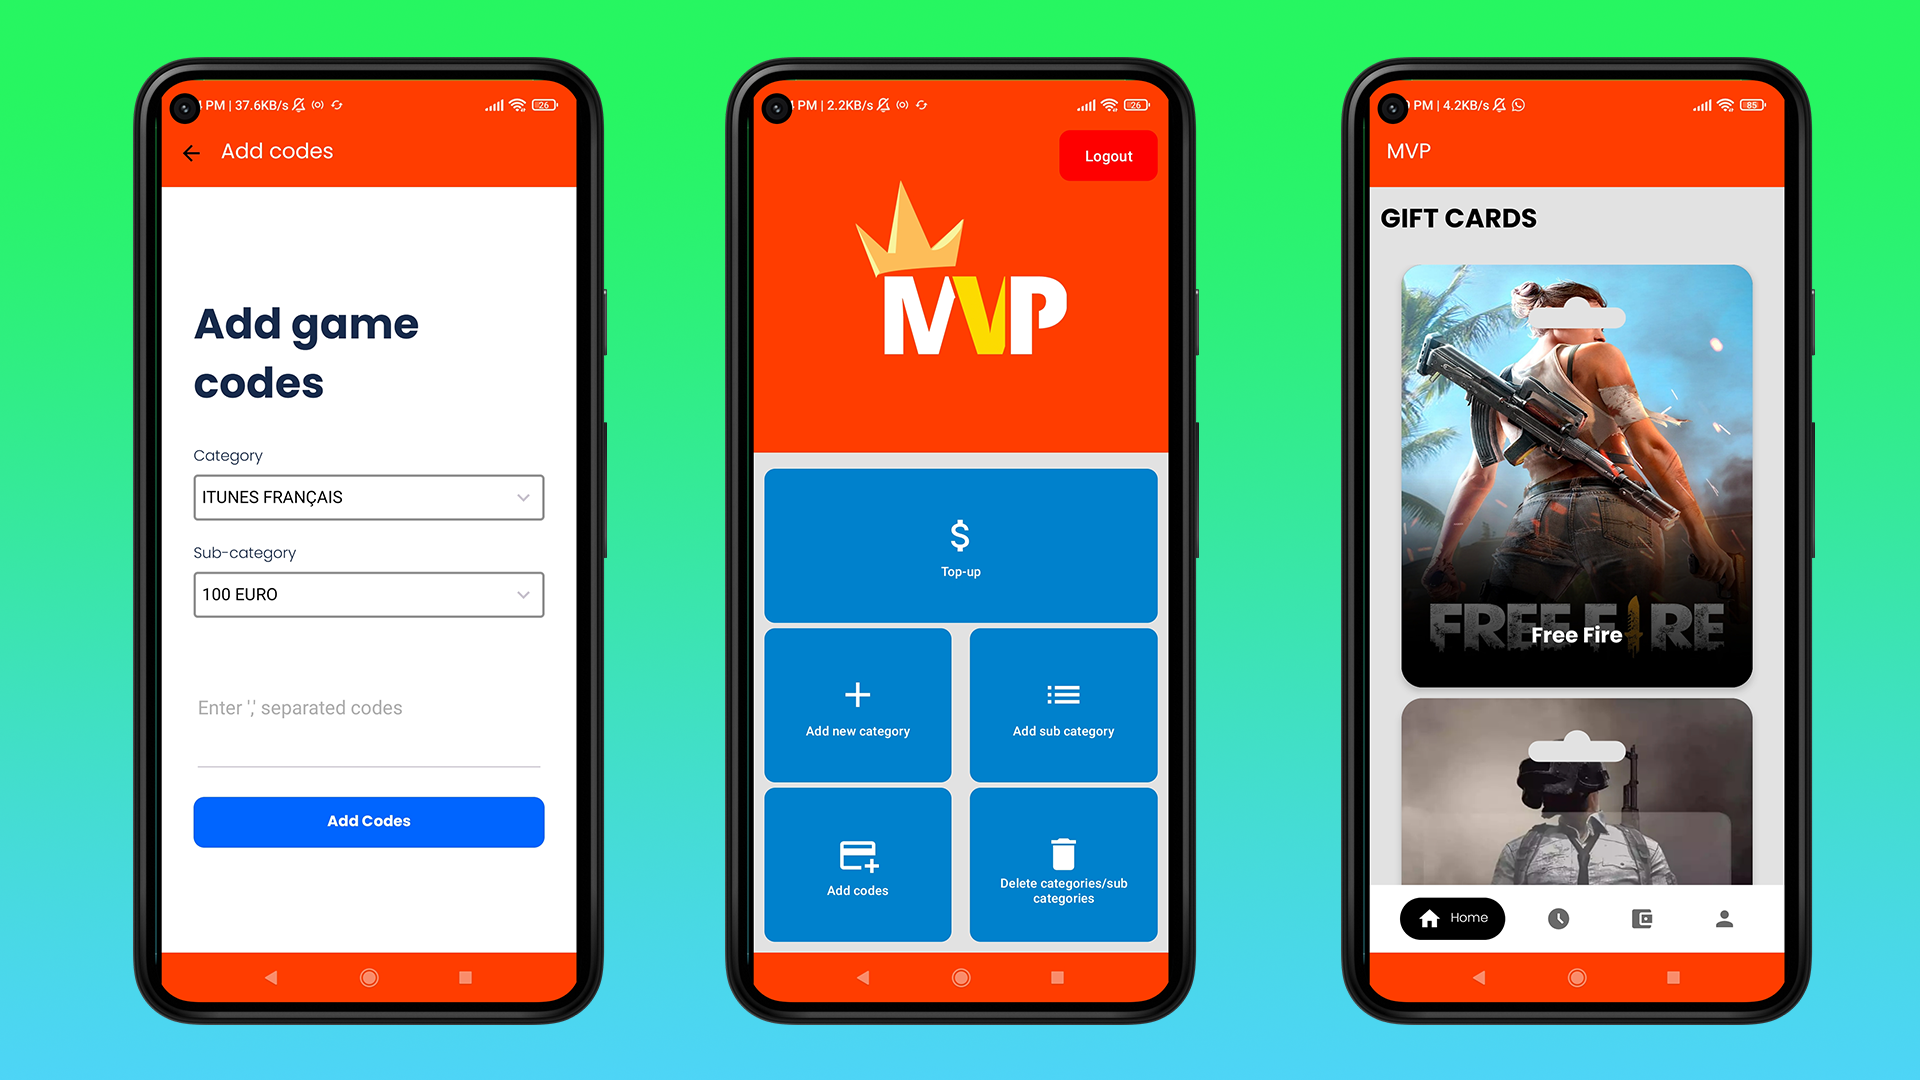 PM | 37.6KB/s
26
Add codes
Add game
codes
Category
ITUNES FRANÇAIS
Sub-category
100 EURO
Enter ',' separated codes
Add Codes
PM | 2.2KB/s
26
Logout
MVP
$
Top-up
Add new category
Add sub category
Add codes
Delete categories/sub
categories
PM | 4.2KB/s
85
MVP
GIFT CARDS
FREE FIRE
Free Fire
Home